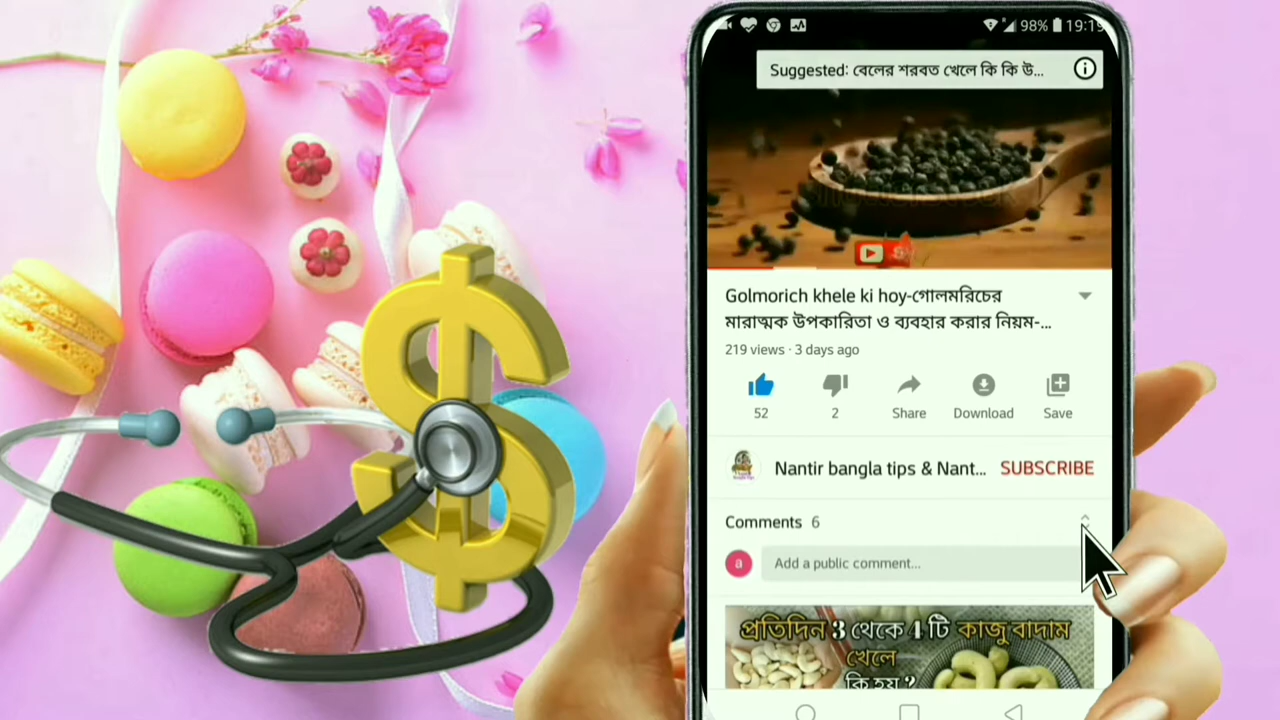 98% 19:19
Suggested: বেলের শরবত খেলে কি কি উ...
Golmorich khele ki hoy-গোলমরিচের
মারাত্মক উপকারিতা ও ব্যবহার করার নিয়ম-...
219 views · 3 days ago
52 2 Share Download Save
Nantir bangla tips & Nant... SUBSCRIBE
Comments 6
a Add a public comment...
প্রতিদিন 3 থেকে 4 টি কাজু বাদাম
খেলে
কি হয় ?